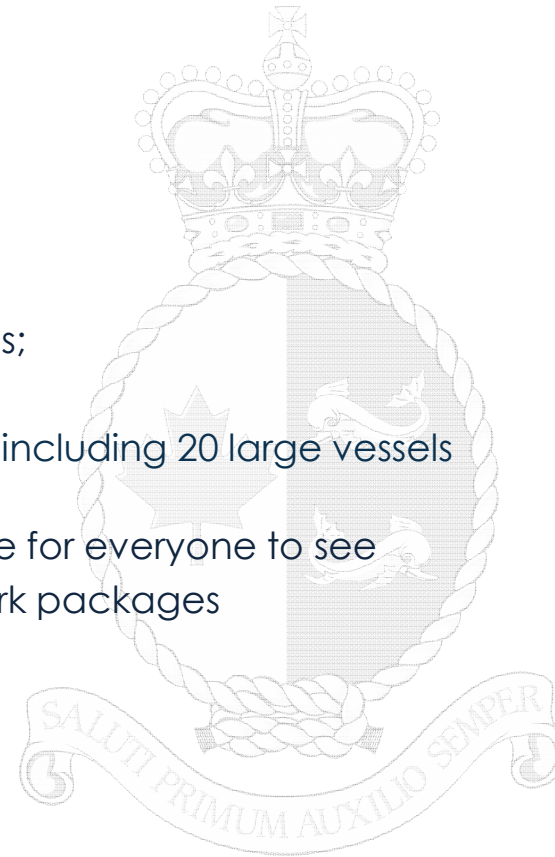 s;
including 20 large vessels
e for everyone to see
rk packages
SALUTI PRIMUM AUXILIO SEMPER